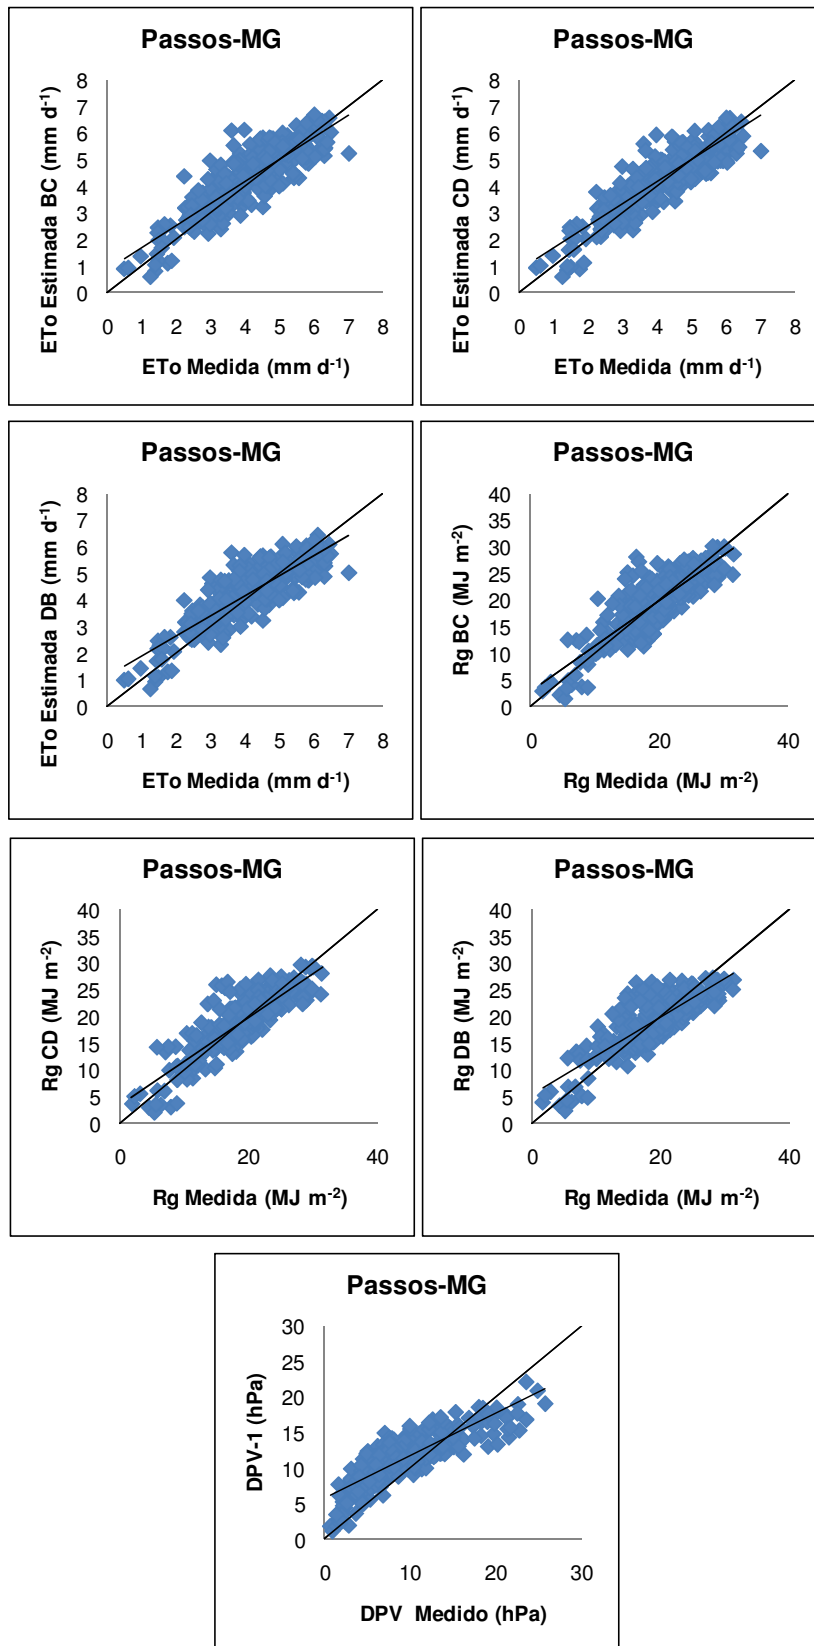 Passos-MG
ETo Estimada BC (mm d⁻¹)
8
7
6
5
4
3
2
1
0
0 1 2 3 4 5 6 7 8
ETo Medida (mm d⁻¹)
Passos-MG
ETo Estimada CD (mm d⁻¹)
8
7
6
5
4
3
2
1
0
0 1 2 3 4 5 6 7 8
ETo Medida (mm d⁻¹)
Passos-MG
ETo Estimada DB (mm d⁻¹)
8
7
6
5
4
3
2
1
0
0 1 2 3 4 5 6 7 8
ETo Medida (mm d⁻¹)
Passos-MG
Rg BC (MJ m⁻²)
40
35
30
25
20
15
10
5
0
0 20 40
Rg Medida (MJ m⁻²)
Passos-MG
Rg CD (MJ m⁻²)
40
35
30
25
20
15
10
5
0
0 20 40
Rg Medida (MJ m⁻²)
Passos-MG
Rg DB (MJ m⁻²)
40
35
30
25
20
15
10
5
0
0 20 40
Rg Medida (MJ m⁻²)
Passos-MG
DPV-1 (hPa)
30
25
20
15
10
5
0
0 10 20 30
DPV Medido (hPa)